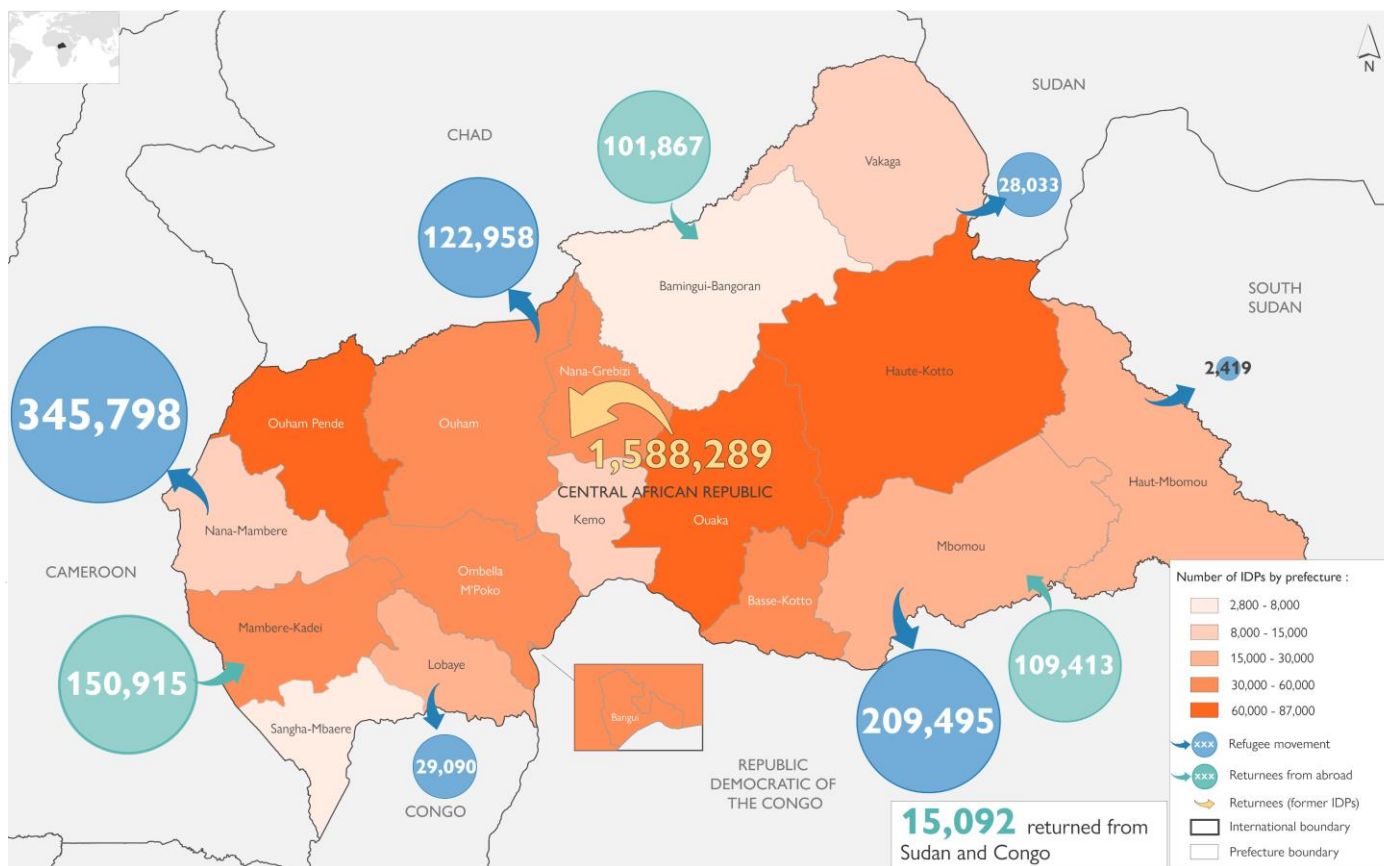 N
SUDAN
CHAD
101,867
Vakaga
28,033
122,958
Bamingui-Bangoran
SOUTH
SUDAN
2,419
345,798
Nana-Grebizi
Haute-Kotto
Ouham Pende
Ouham
1,588,289
CENTRAL AFRICAN REPUBLIC
Haut-Mbomou
Nana-Mambere
Kemo
Ouaka
Mbomou
CAMEROON
Ombella
M'Poko
Basse-Kotto
Mambere-Kadei
Lobaye
150,915
109,413
Sangha-Mbaere
Bangui
209,495
29,090
CONGO
REPUBLIC
DEMOCRATIC OF
THE CONGO
15,092 returned from
Sudan and Congo
Number of IDPs by prefecture :
2,800 - 8,000
8,000 - 15,000
15,000 - 30,000
30,000 - 60,000
60,000 - 87,000
xxx Refugee movement
xxx Returnees from abroad
Returnees (former IDPs)
International boundary
Prefecture boundary